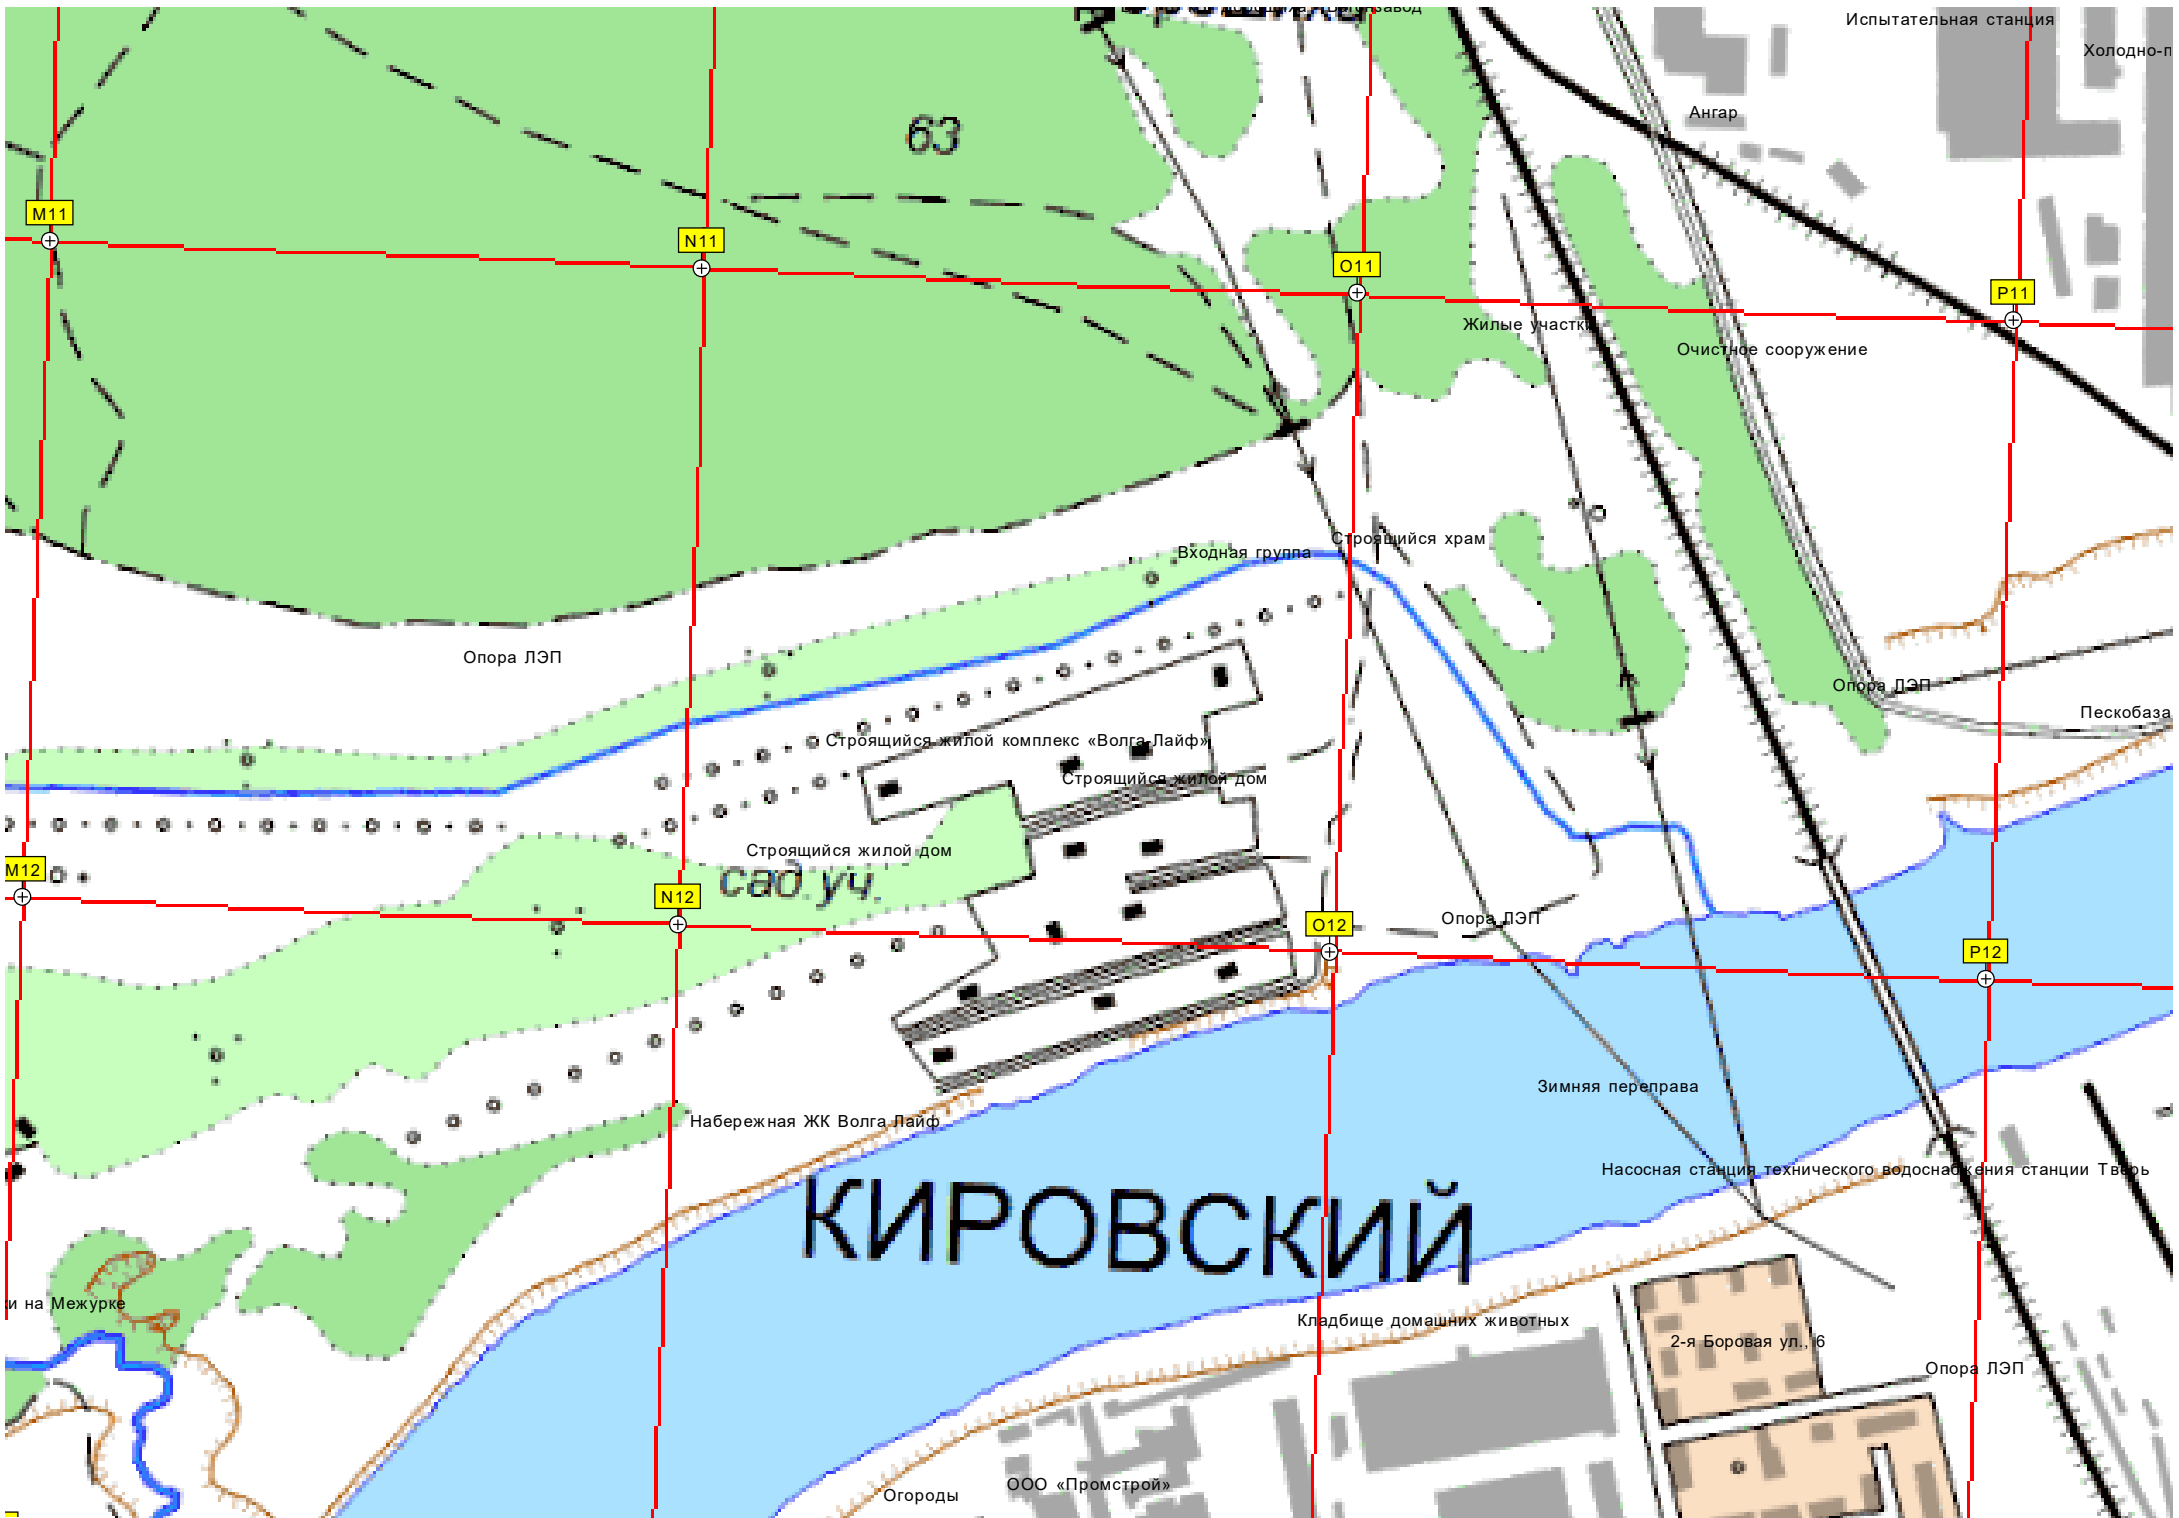 Испытательная станция
Холодно-п
Ангар
63
M11
N11
O11
P11
Жилые участки
Очистное сооружение
Строящийся храм
Входная группа
Опора ЛЭП
Опора ЛЭП
Пескобаза
Строящийся жилой комплекс «Волга Лайф»
Строящийся жилой дом
Строящийся жилой дом
сад. уч.
M12
N12
O12
P12
Опора ЛЭП
Зимняя переправа
Набережная ЖК Волга Лайф
Насосная станция технического водоснабжения станции Тверь
КИРОВСКИЙ
и на Межурке
Кладбище домашних животных
2-я Боровая ул., 6
Опора ЛЭП
ООО «Промстрой»
Огороды